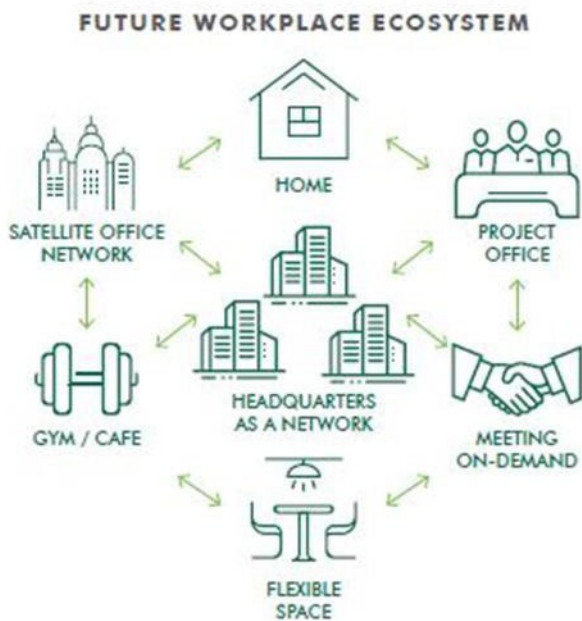 FUTURE WORKPLACE ECOSYSTEM
HOME
SATELLITE OFFICE
NETWORK
PROJECT
OFFICE
GYM / CAFE
HEADQUARTERS
AS A NETWORK
MEETING
ON-DEMAND
FLEXIBLE
SPACE